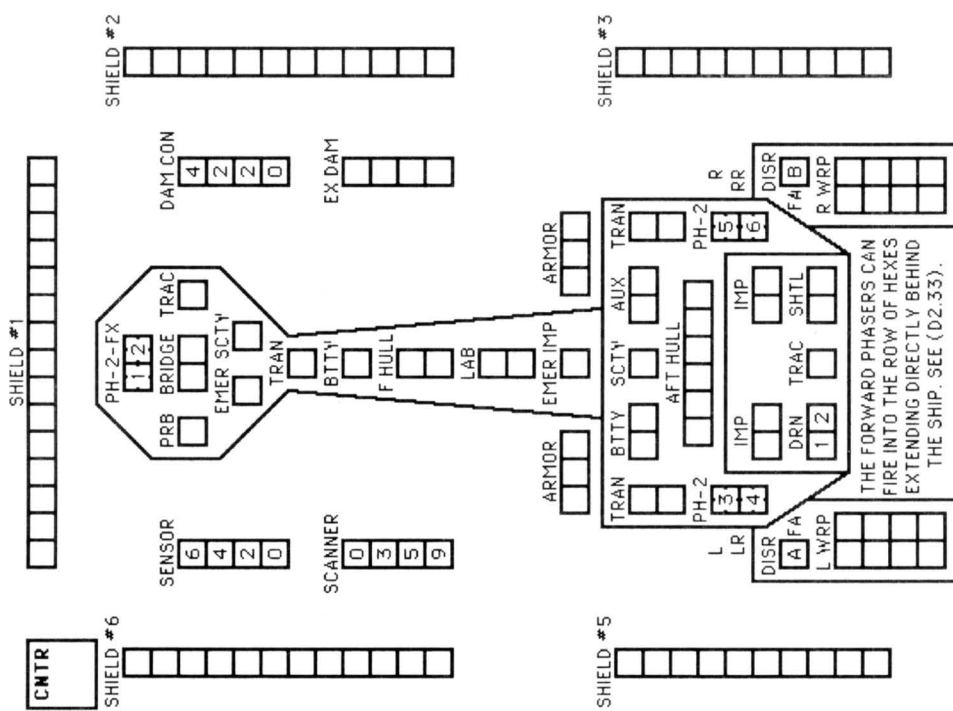 CNTR
SHIELD #1
SHIELD #6
SHIELD #2
SENSOR
6
4
2
0
PH-2-FX
1 2
PRB
BRIDGE
TRAC
EMER
SCTY
DAM CON
4
2
2
0
SCANNER
0
3
5
9
TRAN
BTTY
F HULL
LAB
EMER IMP
EX DAM
SHIELD #5
SHIELD #3
ARMOR
ARMOR
TRAN
BTTY
SCTY
AUX
TRAN
AFT HULL
L
LR
PH-2
3
4
PH-2
5
6
R
RR
IMP
IMP
DRN
1 2
TRAC
SHTL
DISR
A
FA
L WRP
DISR
FA
B
R WRP
THE FORWARD PHASERS CAN
FIRE INTO THE ROW OF HEXES
EXTENDING DIRECTLY BEHIND
THE SHIP. SEE (D2.33).